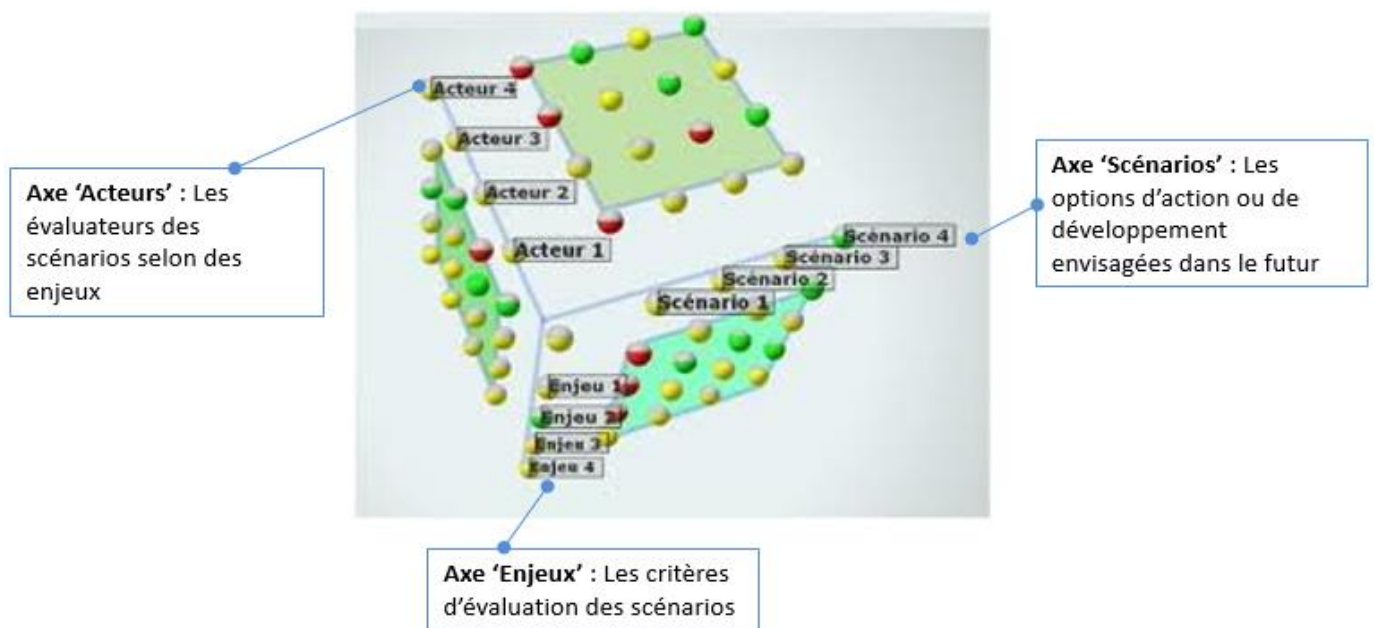 Acteur 4
Acteur 3
Acteur 2
Acteur 1
Scénario 4
Scénario 3
Scénario 2
Scénario 1
Enjeu 1
Enjeu 2
Enjeu 3
Enjeu 4
Axe ‘Acteurs’ : Les
évaluateurs des
scénarios selon des
enjeux
Axe ‘Scénarios’ : Les
options d’action ou de
développement
envisagées dans le futur
Axe ‘Enjeux’ : Les critères
d’évaluation des scénarios